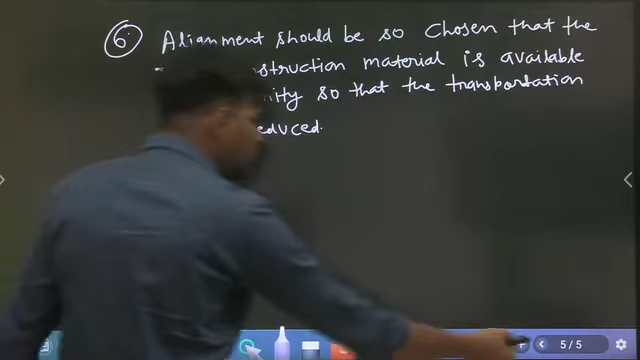 6 Alignment should be so chosen that the
struction material is available
nity so that the transportation
educed.
5/5